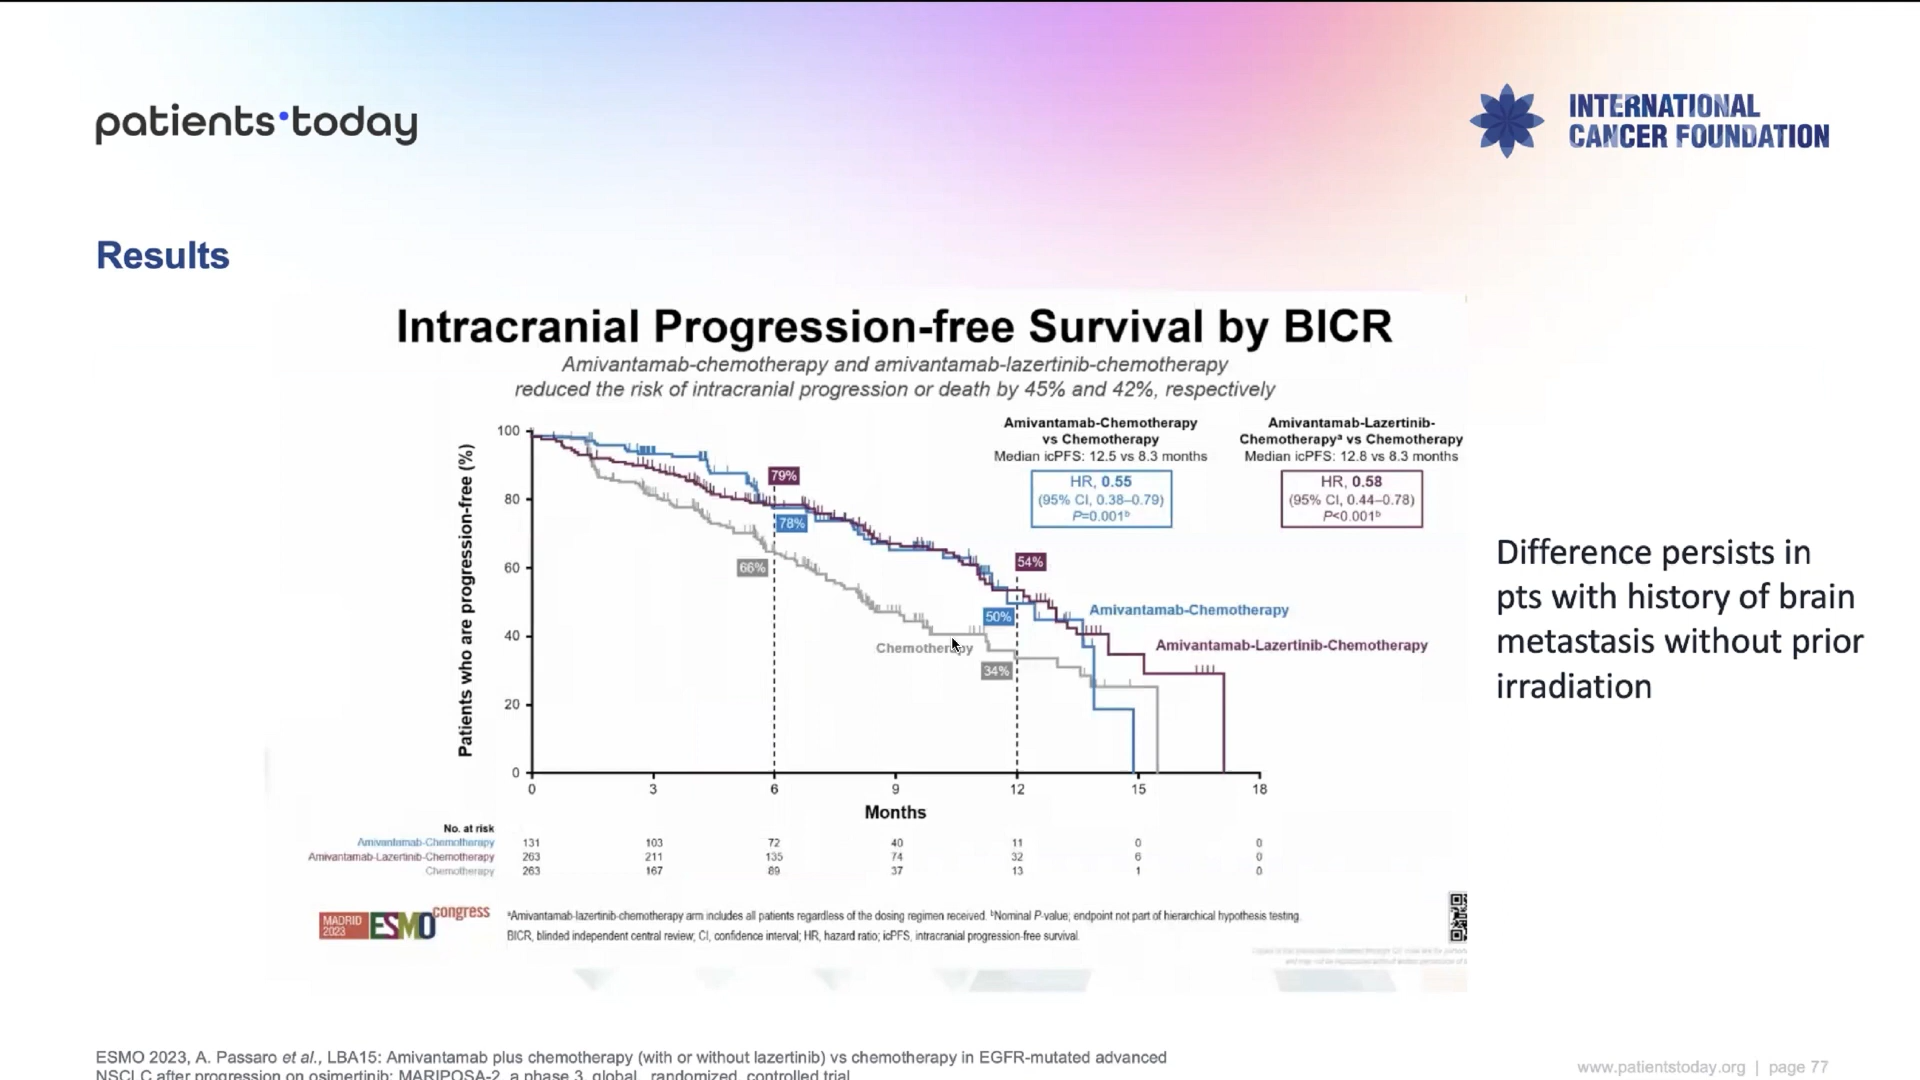 patients•today
INTERNATIONAL
CANCER FOUNDATION
Results
Intracranial Progression-free Survival by BICR
Amivantamab-chemotherapy and amivantamab-lazertinib-chemotherapy
reduced the risk of intracranial progression or death by 45% and 42%, respectively
Patients who are progression-free (%)
100
80
60
40
20
0
0 3 6 9 12 15 18
Months
Amivantamab-Chemotherapy
vs Chemotherapy
Median icPFS: 12.5 vs 8.3 months
HR, 0.55
(95% CI, 0.38–0.79)
P=0.001ᵇ
Amivantamab-Lazertinib-
Chemotherapyᵃ vs Chemotherapy
Median icPFS: 12.8 vs 8.3 months
HR, 0.58
(95% CI, 0.44–0.78)
P<0.001ᵇ
79%
78%
66%
54%
50%
34%
Amivantamab-Chemotherapy
Amivantamab-Lazertinib-Chemotherapy
Chemotherapy
Difference persists in
pts with history of brain
metastasis without prior
irradiation
No. at risk
Amivantamab-Chemotherapy 131 103 72 40 11 0 0
Amivantamab-Lazertinib-Chemotherapy 263 211 135 74 32 6 0
Chemotherapy 263 167 89 37 13 1 0
MADRID
2023
ESMO congress
ᵃAmivantamab-lazertinib-chemotherapy arm includes all patients regardless of the dosing regimen received. ᵇNominal P-value; endpoint not part of hierarchical hypothesis testing.
BICR, blinded independent central review; CI, confidence interval; HR, hazard ratio; icPFS, intracranial progression-free survival.
ESMO 2023, A. Passaro et al., LBA15: Amivantamab plus chemotherapy (with or without lazertinib) vs chemotherapy in EGFR-mutated advanced
NSCLC after progression on osimertinib: MARIPOSA-2, a phase 3, global, randomized, controlled trial
www.patientstoday.org | page 77